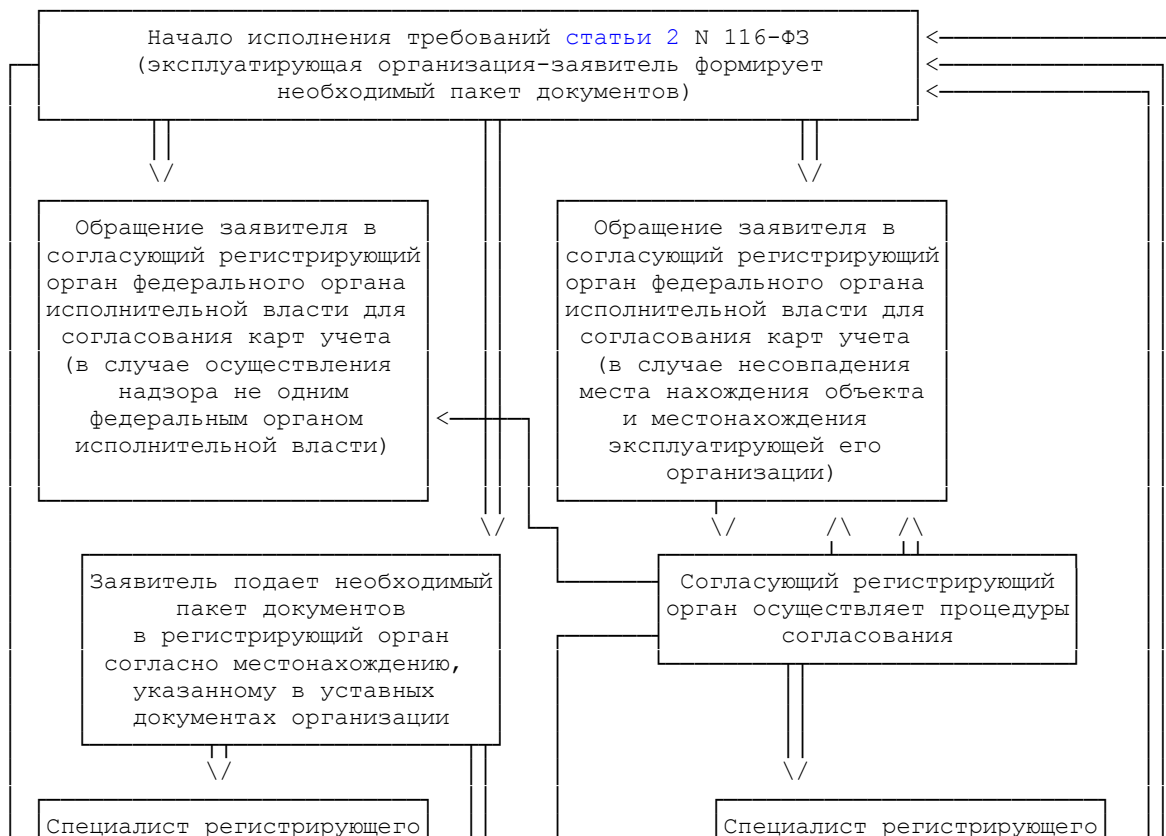 Начало исполнения требований статьи 2 N 116-ФЗ
(эксплуатирующая организация-заявитель формирует
необходимый пакет документов)
Обращение заявителя в
согласующий регистрирующий
орган федерального органа
исполнительной власти для
согласования карт учета
(в случае осуществления
надзора не одним
федеральным органом
исполнительной власти)
Обращение заявителя в
согласующий регистрирующий
орган федерального органа
исполнительной власти для
согласования карт учета
(в случае несовпадения
места нахождения объекта
и местонахождения
эксплуатирующей его
организации)
Заявитель подает необходимый
пакет документов
в регистрирующий орган
согласно местонахождению,
указанному в уставных
документах организации
Согласующий регистрирующий
орган осуществляет процедуры
согласования
Специалист регистрирующего
Специалист регистрирующего